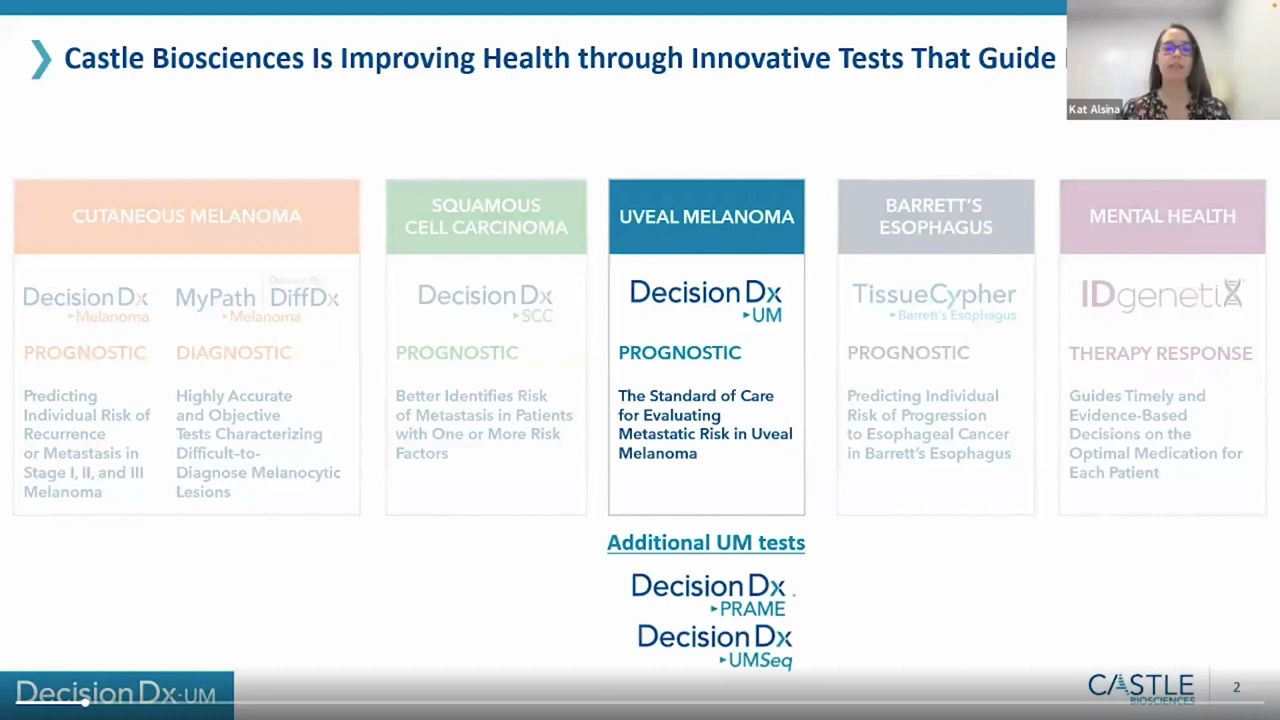 Castle Biosciences Is Improving Health through Innovative Tests That Guide
Kat Alsina
CUTANEOUS MELANOMA
DecisionDx
▸Melanoma
MyPath
▸Melanoma
DiffDx
PROGNOSTIC
Predicting
Individual Risk of
Recurrence
or Metastasis in
Stage I, II, and III
Melanoma
DIAGNOSTIC
Highly Accurate
and Objective
Tests Characterizing
Difficult-to-
Diagnose Melanocytic
Lesions
SQUAMOUS
CELL CARCINOMA
DecisionDx
▸SCC
PROGNOSTIC
Better Identifies Risk
of Metastasis in Patients
with One or More Risk
Factors
UVEAL MELANOMA
DecisionDx
▸UM
PROGNOSTIC
The Standard of Care
for Evaluating
Metastatic Risk in Uveal
Melanoma
BARRETT'S
ESOPHAGUS
TissueCypher
▸Barrett's Esophagus
PROGNOSTIC
Predicting Individual
Risk of Progression
to Esophageal Cancer
in Barrett's Esophagus
MENTAL HEALTH
IDgenetiX
THERAPY RESPONSE
Guides Timely and
Evidence-Based
Decisions on the
Optimal Medication for
Each Patient
Additional UM tests
DecisionDx
▸PRAME
DecisionDx
▸UMSeq
DecisionDx-UM
CASTLE
BIOSCIENCES
2